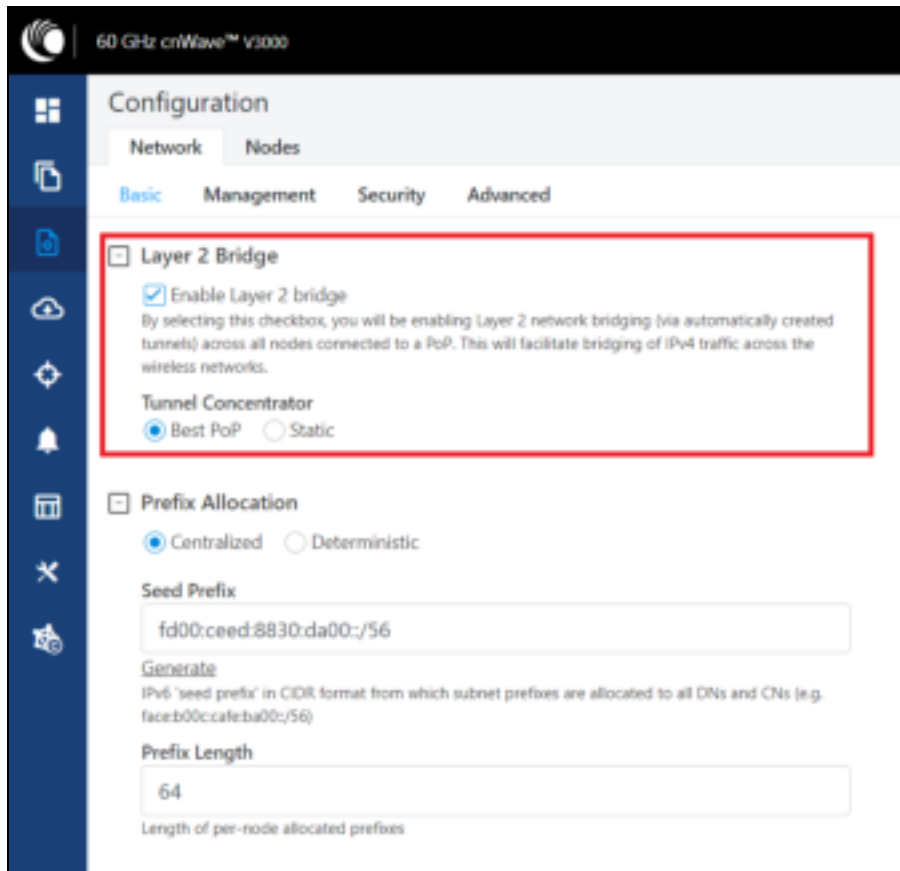 60 GHz cnWave™ V3000
Configuration
Network Nodes
Basic Management Security Advanced
Layer 2 Bridge
Enable Layer 2 bridge
By selecting this checkbox, you will be enabling Layer 2 network bridging (via automatically created
tunnels) across all nodes connected to a PoP. This will facilitate bridging of IPv4 traffic across the
wireless networks.
Tunnel Concentrator
Best PoP Static
Prefix Allocation
Centralized Deterministic
Seed Prefix
fd00:ceed:8830:da00::/56
Generate
IPv6 'seed prefix' in CIDR format from which subnet prefixes are allocated to all DNs and CNs (e.g.
face:b00c:cafe:ba00::/56)
Prefix Length
64
Length of per-node allocated prefixes